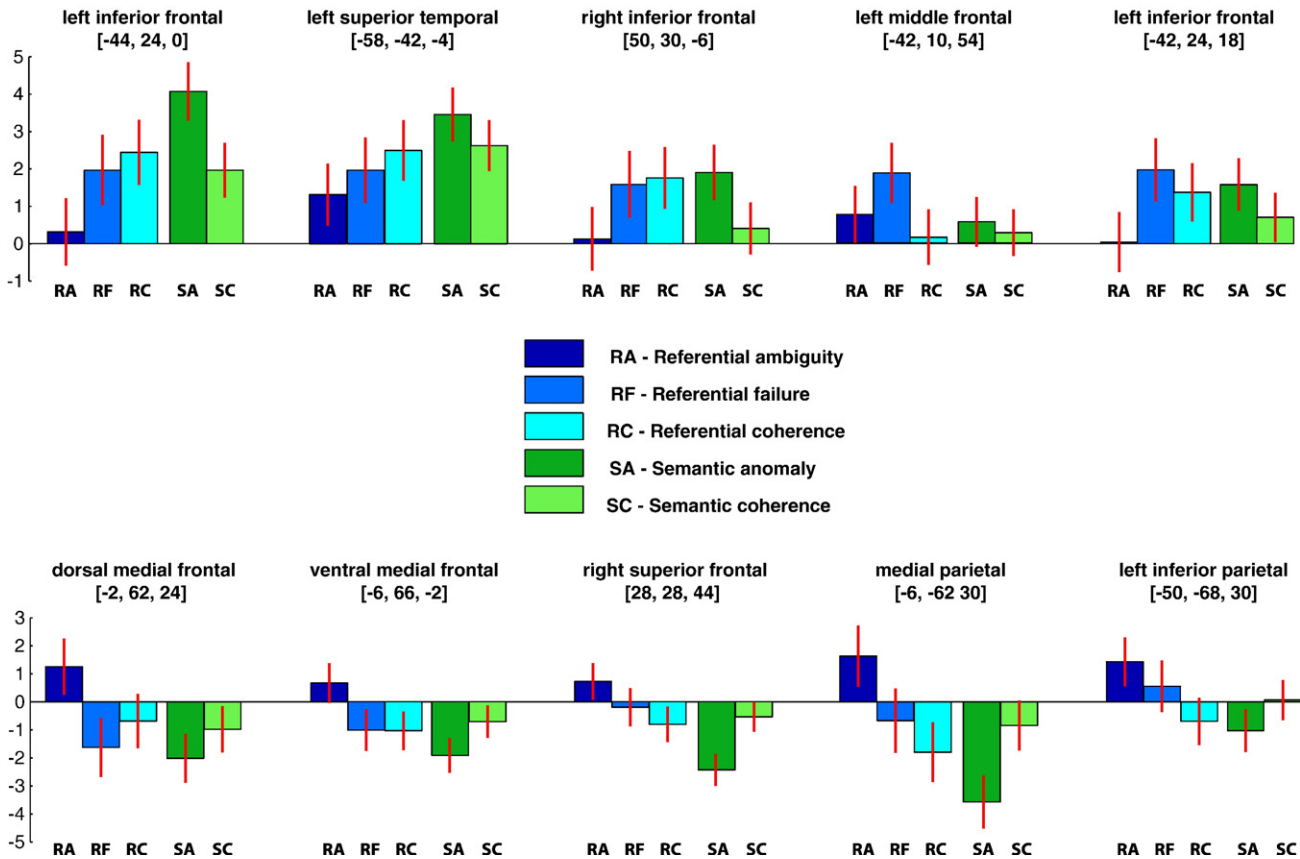 left inferior frontal
[-44, 24, 0]
left superior temporal
[-58, -42, -4]
right inferior frontal
[50, 30, -6]
left middle frontal
[-42, 10, 54]
left inferior frontal
[-42, 24, 18]
5
4
3
2
1
0
-1
RA RF RC SA SC
RA RF RC SA SC
RA RF RC SA SC
RA RF RC SA SC
RA RF RC SA SC
RA - Referential ambiguity
RF - Referential failure
RC - Referential coherence
SA - Semantic anomaly
SC - Semantic coherence
dorsal medial frontal
[-2, 62, 24]
ventral medial frontal
[-6, 66, -2]
right superior frontal
[28, 28, 44]
medial parietal
[-6, -62 30]
left inferior parietal
[-50, -68, 30]
3
2
1
0
-1
-2
-3
-4
-5
RA RF RC SA SC
RA RF RC SA SC
RA RF RC SA SC
RA RF RC SA SC
RA RF RC SA SC